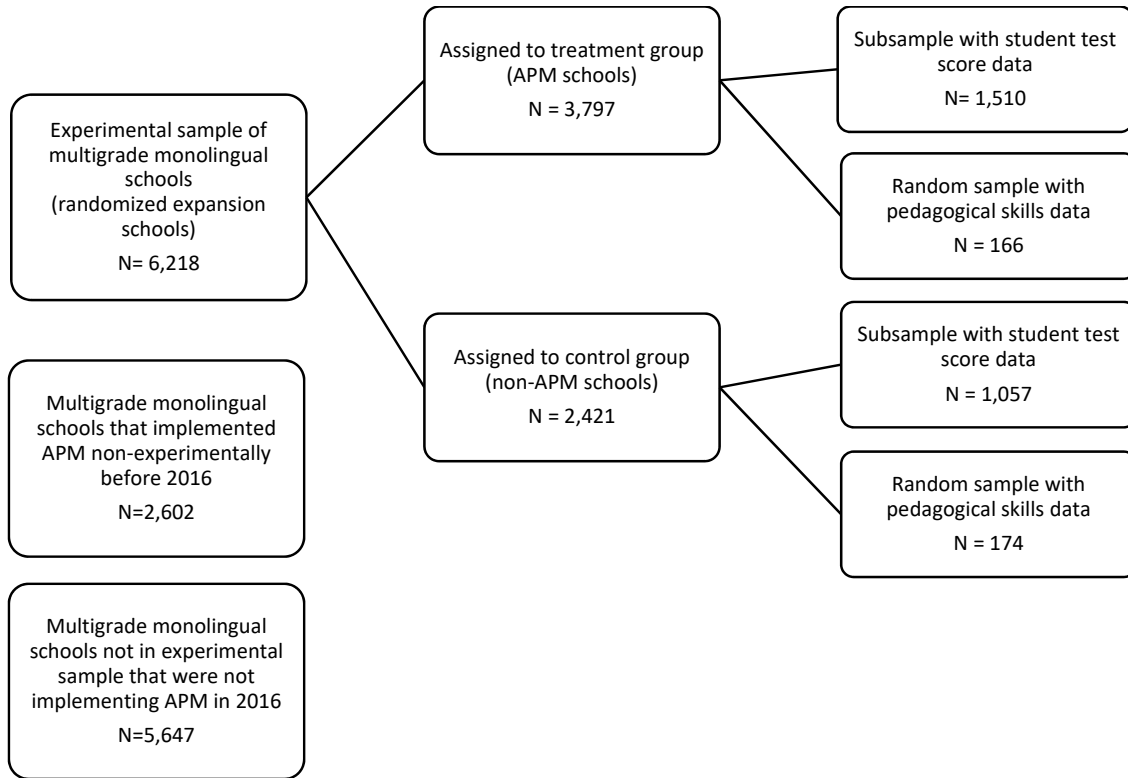 Experimental sample of
multigrade monolingual
schools
(randomized expansion
schools)
N= 6,218
Multigrade monolingual
schools that implemented
APM non-experimentally
before 2016
N=2,602
Multigrade monolingual
schools not in experimental
sample that were not
implementing APM in 2016
N=5,647
Assigned to treatment group
(APM schools)
N = 3,797
Assigned to control group
(non-APM schools)
N = 2,421
Subsample with student test
score data
N= 1,510
Random sample with
pedagogical skills data
N = 166
Subsample with student test
score data
N = 1,057
Random sample with
pedagogical skills data
N = 174